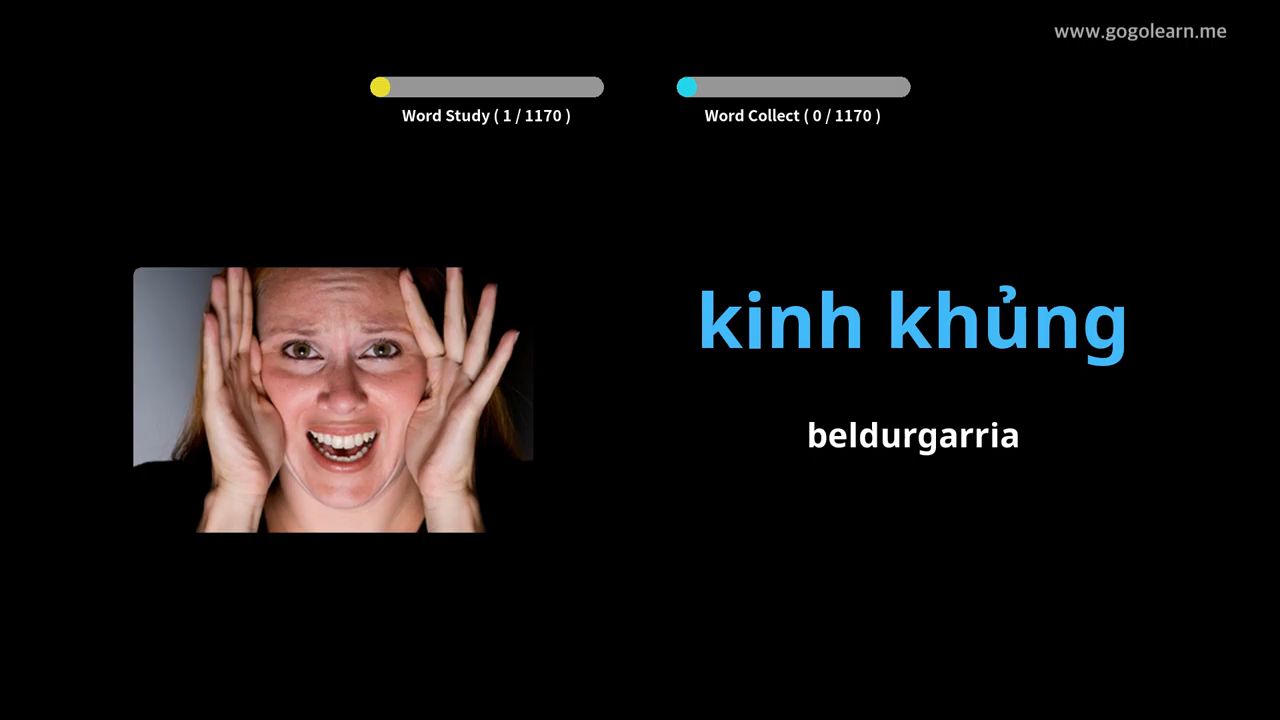 www.gogolearn.me
Word Study ( 1 / 1170 )
Word Collect ( 0 / 1170 )
kinh khủng
beldurgarria